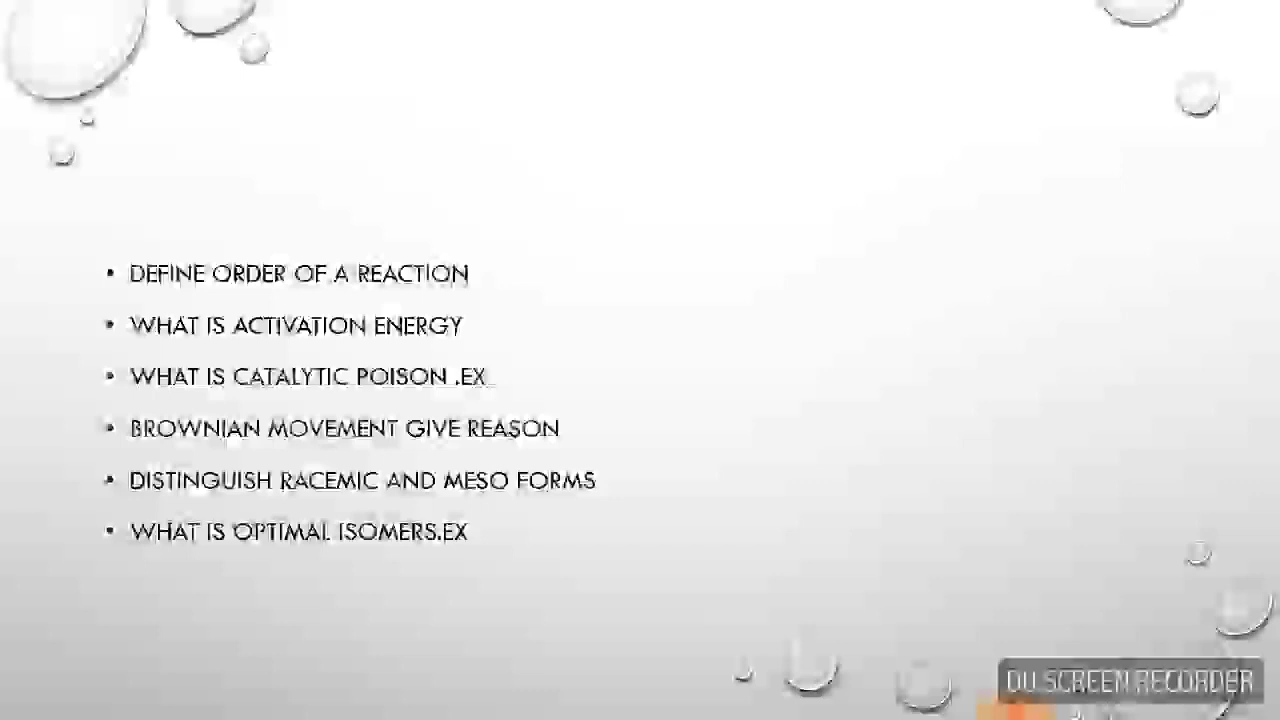 • DEFINE ORDER OF A REACTION
• WHAT IS ACTIVATION ENERGY
• WHAT IS CATALYTIC POISON .EX
• BROWNIAN MOVEMENT GIVE REASON
• DISTINGUISH RACEMIC AND MESO FORMS
• WHAT IS OPTIMAL ISOMERS.EX
DU SCREEN RECORDER